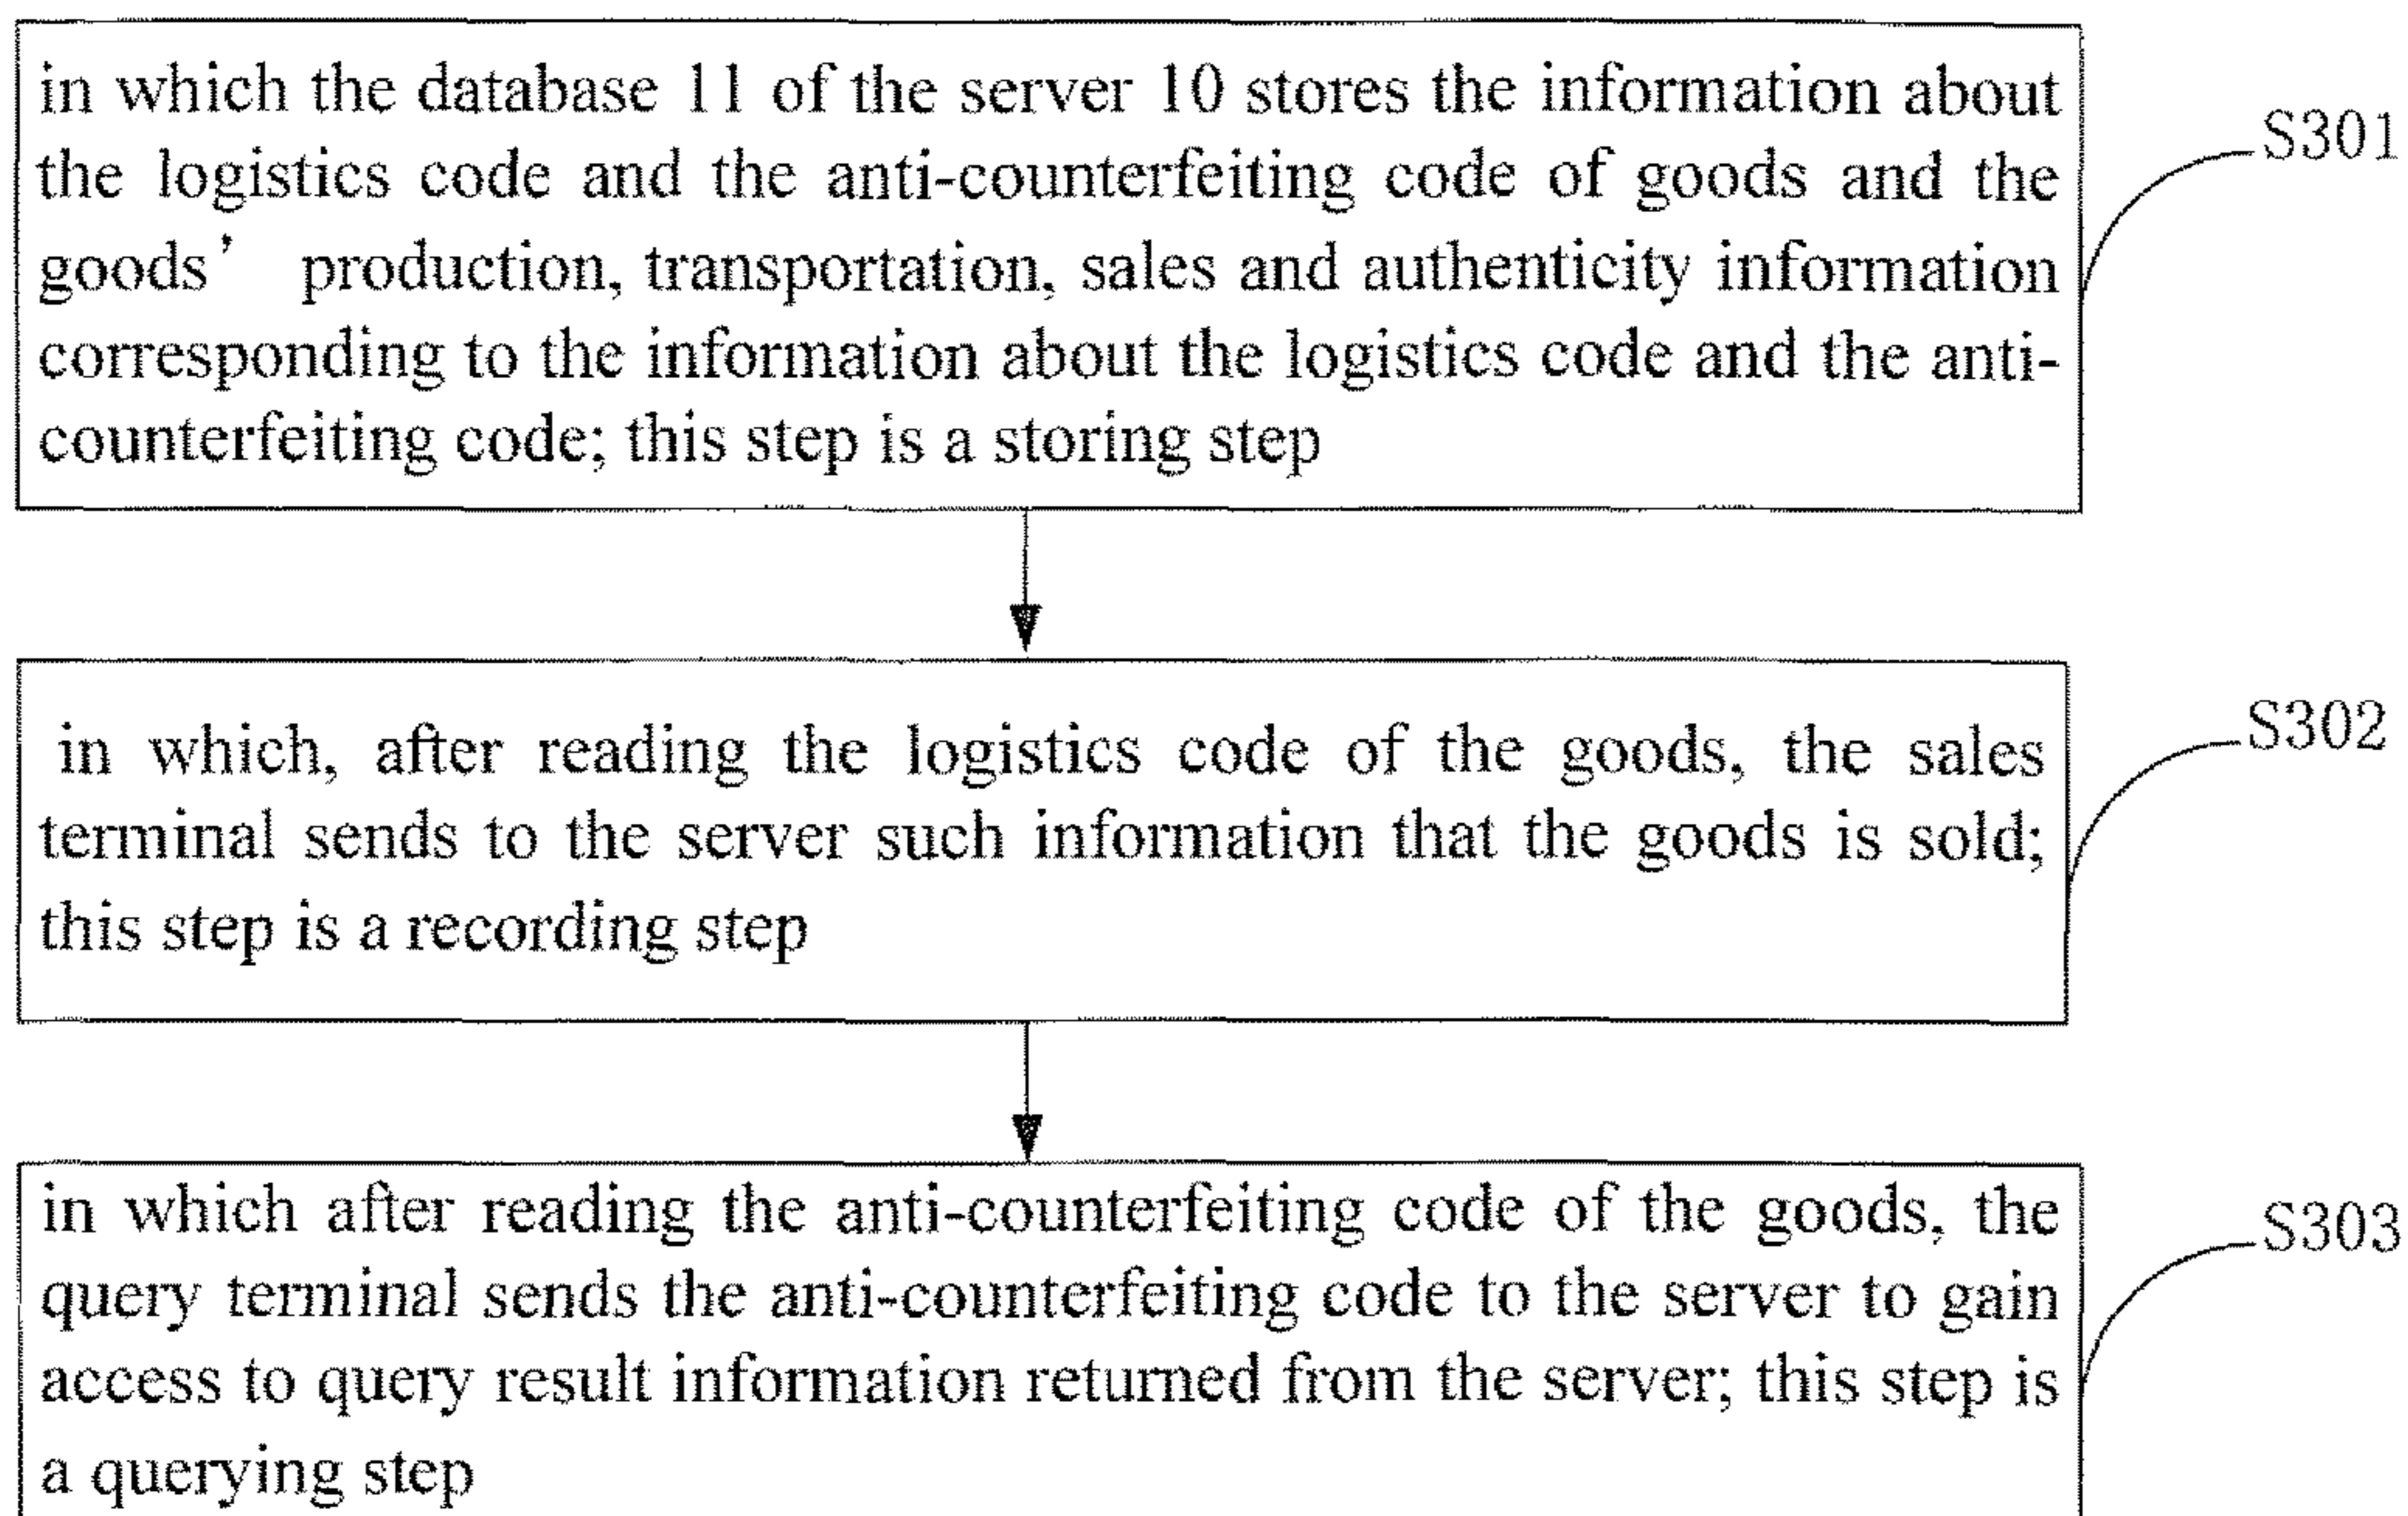 in which the database 11 of the server 10 stores the information about
the logistics code and the anti-counterfeiting code of goods and the
goods' production, transportation, sales and authenticity information
corresponding to the information about the logistics code and the anti-
counterfeiting code; this step is a storing step
S301
in which, after reading the logistics code of the goods, the sales
terminal sends to the server such information that the goods is sold;
this step is a recording step
S302
in which after reading the anti-counterfeiting code of the goods, the
query terminal sends the anti-counterfeiting code to the server to gain
access to query result information returned from the server; this step is
a querying step
S303